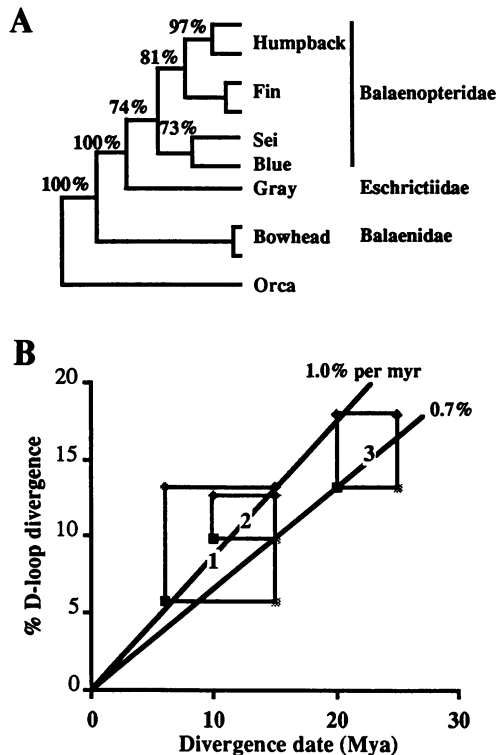 A
97%
Humpback
81%
Fin
Balaenopteridae
74%
73%
Sei
100%
Blue
100%
Gray
Eschrictiidae
Bowhead
Balaenidae
Orca
B
1.0% per myr
0.7%
20
15
10
5
0
% D-loop divergence
1
2
3
0
10
20
30
Divergence date (Mya)